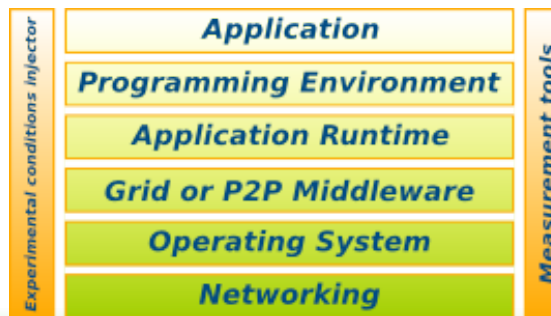 Experimental conditions injector
Application
Programming Environment
Application Runtime
Grid or P2P Middleware
Operating System
Networking
Measurement tools